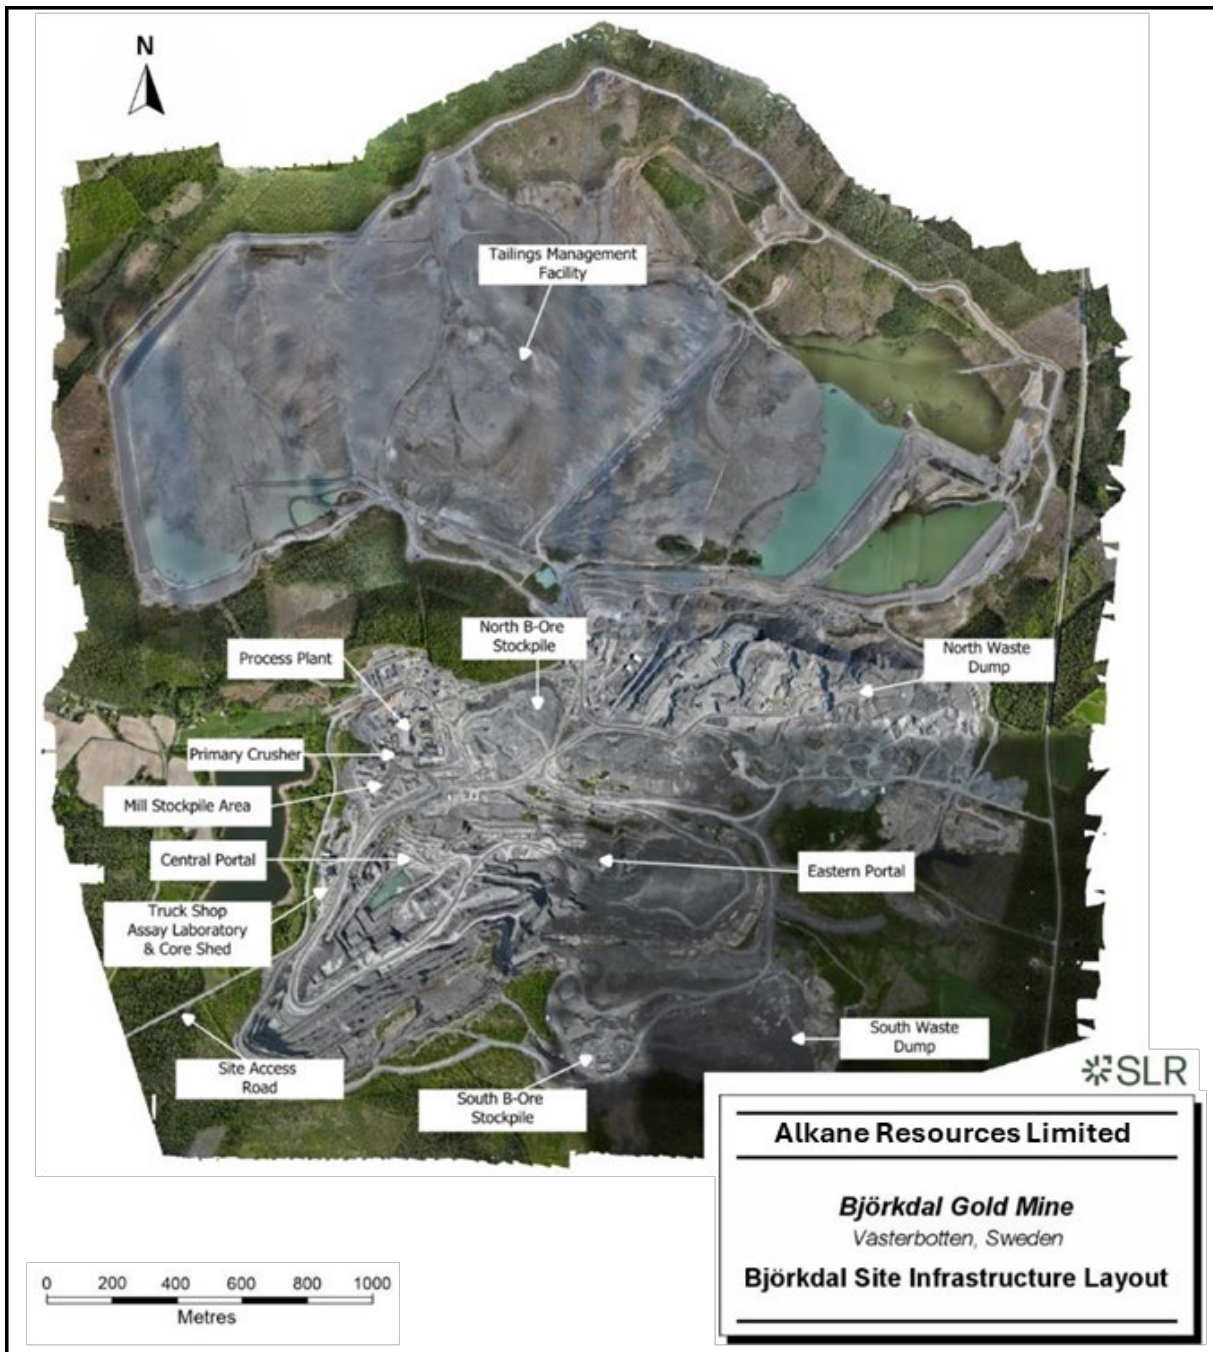 N
Tailings Management
Facility
North B-Ore
Stockpile
Process Plant
North Waste
Dump
Primary Crusher
Mill Stockpile Area
Central Portal
Eastern Portal
Truck Shop
Assay Laboratory
& Core Shed
South Waste
Dump
Site Access
Road
South B-Ore
Stockpile
SLR
Alkane Resources Limited
Björkdal Gold Mine
Västerbotten, Sweden
Björkdal Site Infrastructure Layout
0 200 400 600 800 1000
Metres